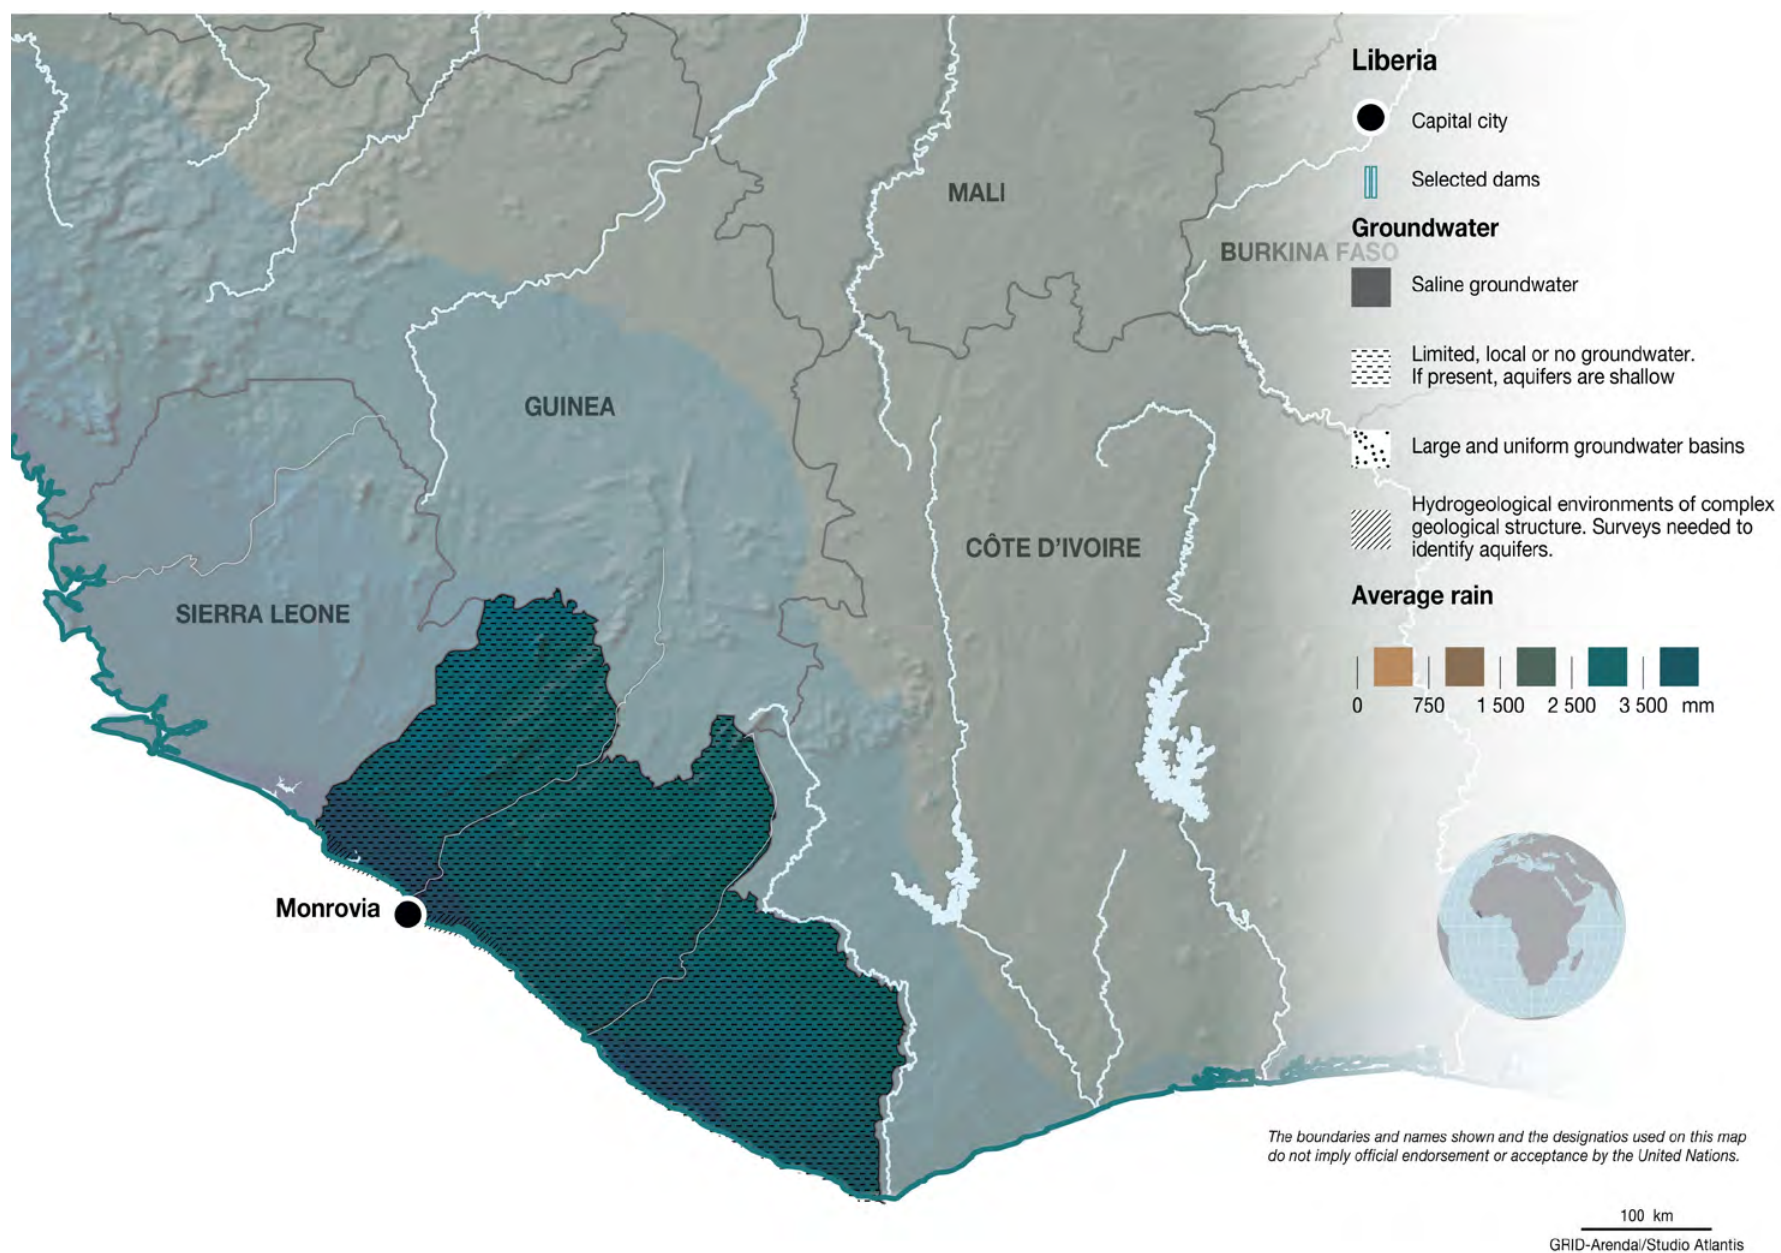 Liberia
Capital city
Selected dams
Groundwater
Saline groundwater
Limited, local or no groundwater.
If present, aquifers are shallow
Large and uniform groundwater basins
Hydrogeological environments of complex
geological structure. Surveys needed to
identify aquifers.
Average rain
0 750 1 500 2 500 3 500 mm
MALI
BURKINA FASO
GUINEA
CÔTE D'IVOIRE
SIERRA LEONE
Monrovia
The boundaries and names shown and the designatios used on this map
do not imply official endorsement or acceptance by the United Nations.
100 km
GRID-Arendal/Studio Atlantis